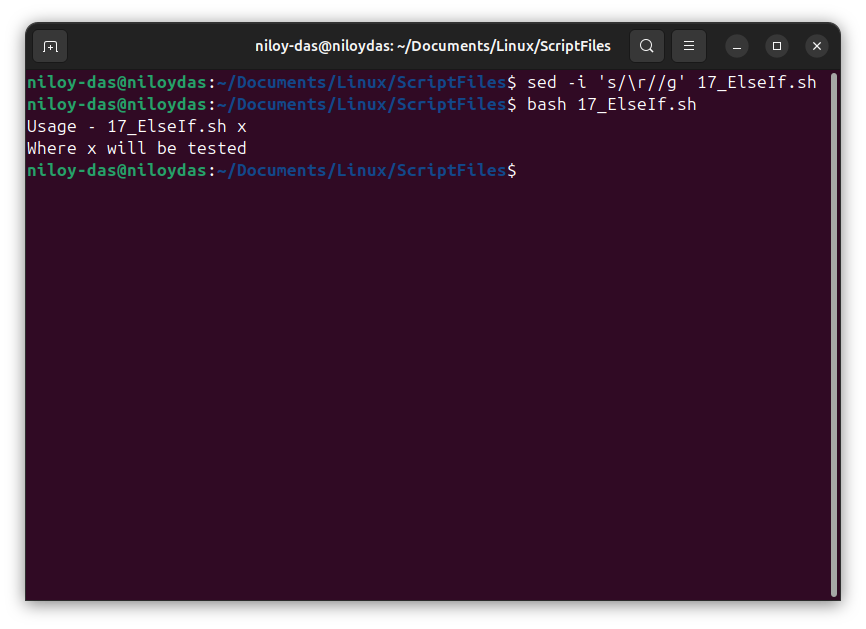 niloy-das@niloydas: ~/Documents/Linux/ScriptFiles
niloy-das@niloydas:~/Documents/Linux/ScriptFiles$ sed -i 's/\r//g' 17_ElseIf.sh
niloy-das@niloydas:~/Documents/Linux/ScriptFiles$ bash 17_ElseIf.sh
Usage - 17_ElseIf.sh x
Where x will be tested
niloy-das@niloydas:~/Documents/Linux/ScriptFiles$